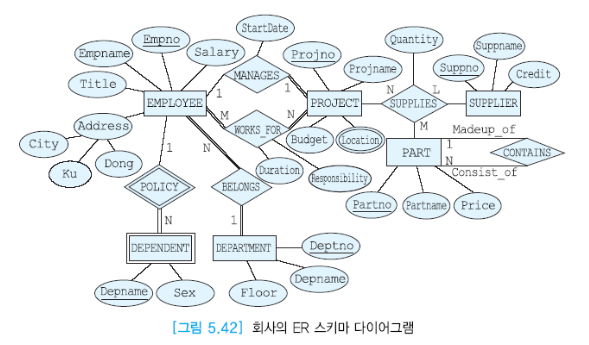 StartDate
Quantity
Suppname
Empno
Empname
Salary
Projno
Suppno
Credit
Title
MANAGES
Projname
1
1
N
L
EMPLOYEE
PROJECT
SUPPLIES
SUPPLIER
M
N
M
Address
WORKS_FOR
Budget
Location
Madeup_of
City
1
N
PART
1
CONTAINS
Ku
Dong
Duration
Responsibility
N
Consist_of
POLICY
BELONGS
Partno
Partname
Price
N
1
DEPENDENT
DEPARTMENT
Deptno
Depname
Sex
Floor
Depname
[그림 5.42] 회사의 ER 스키마 다이어그램